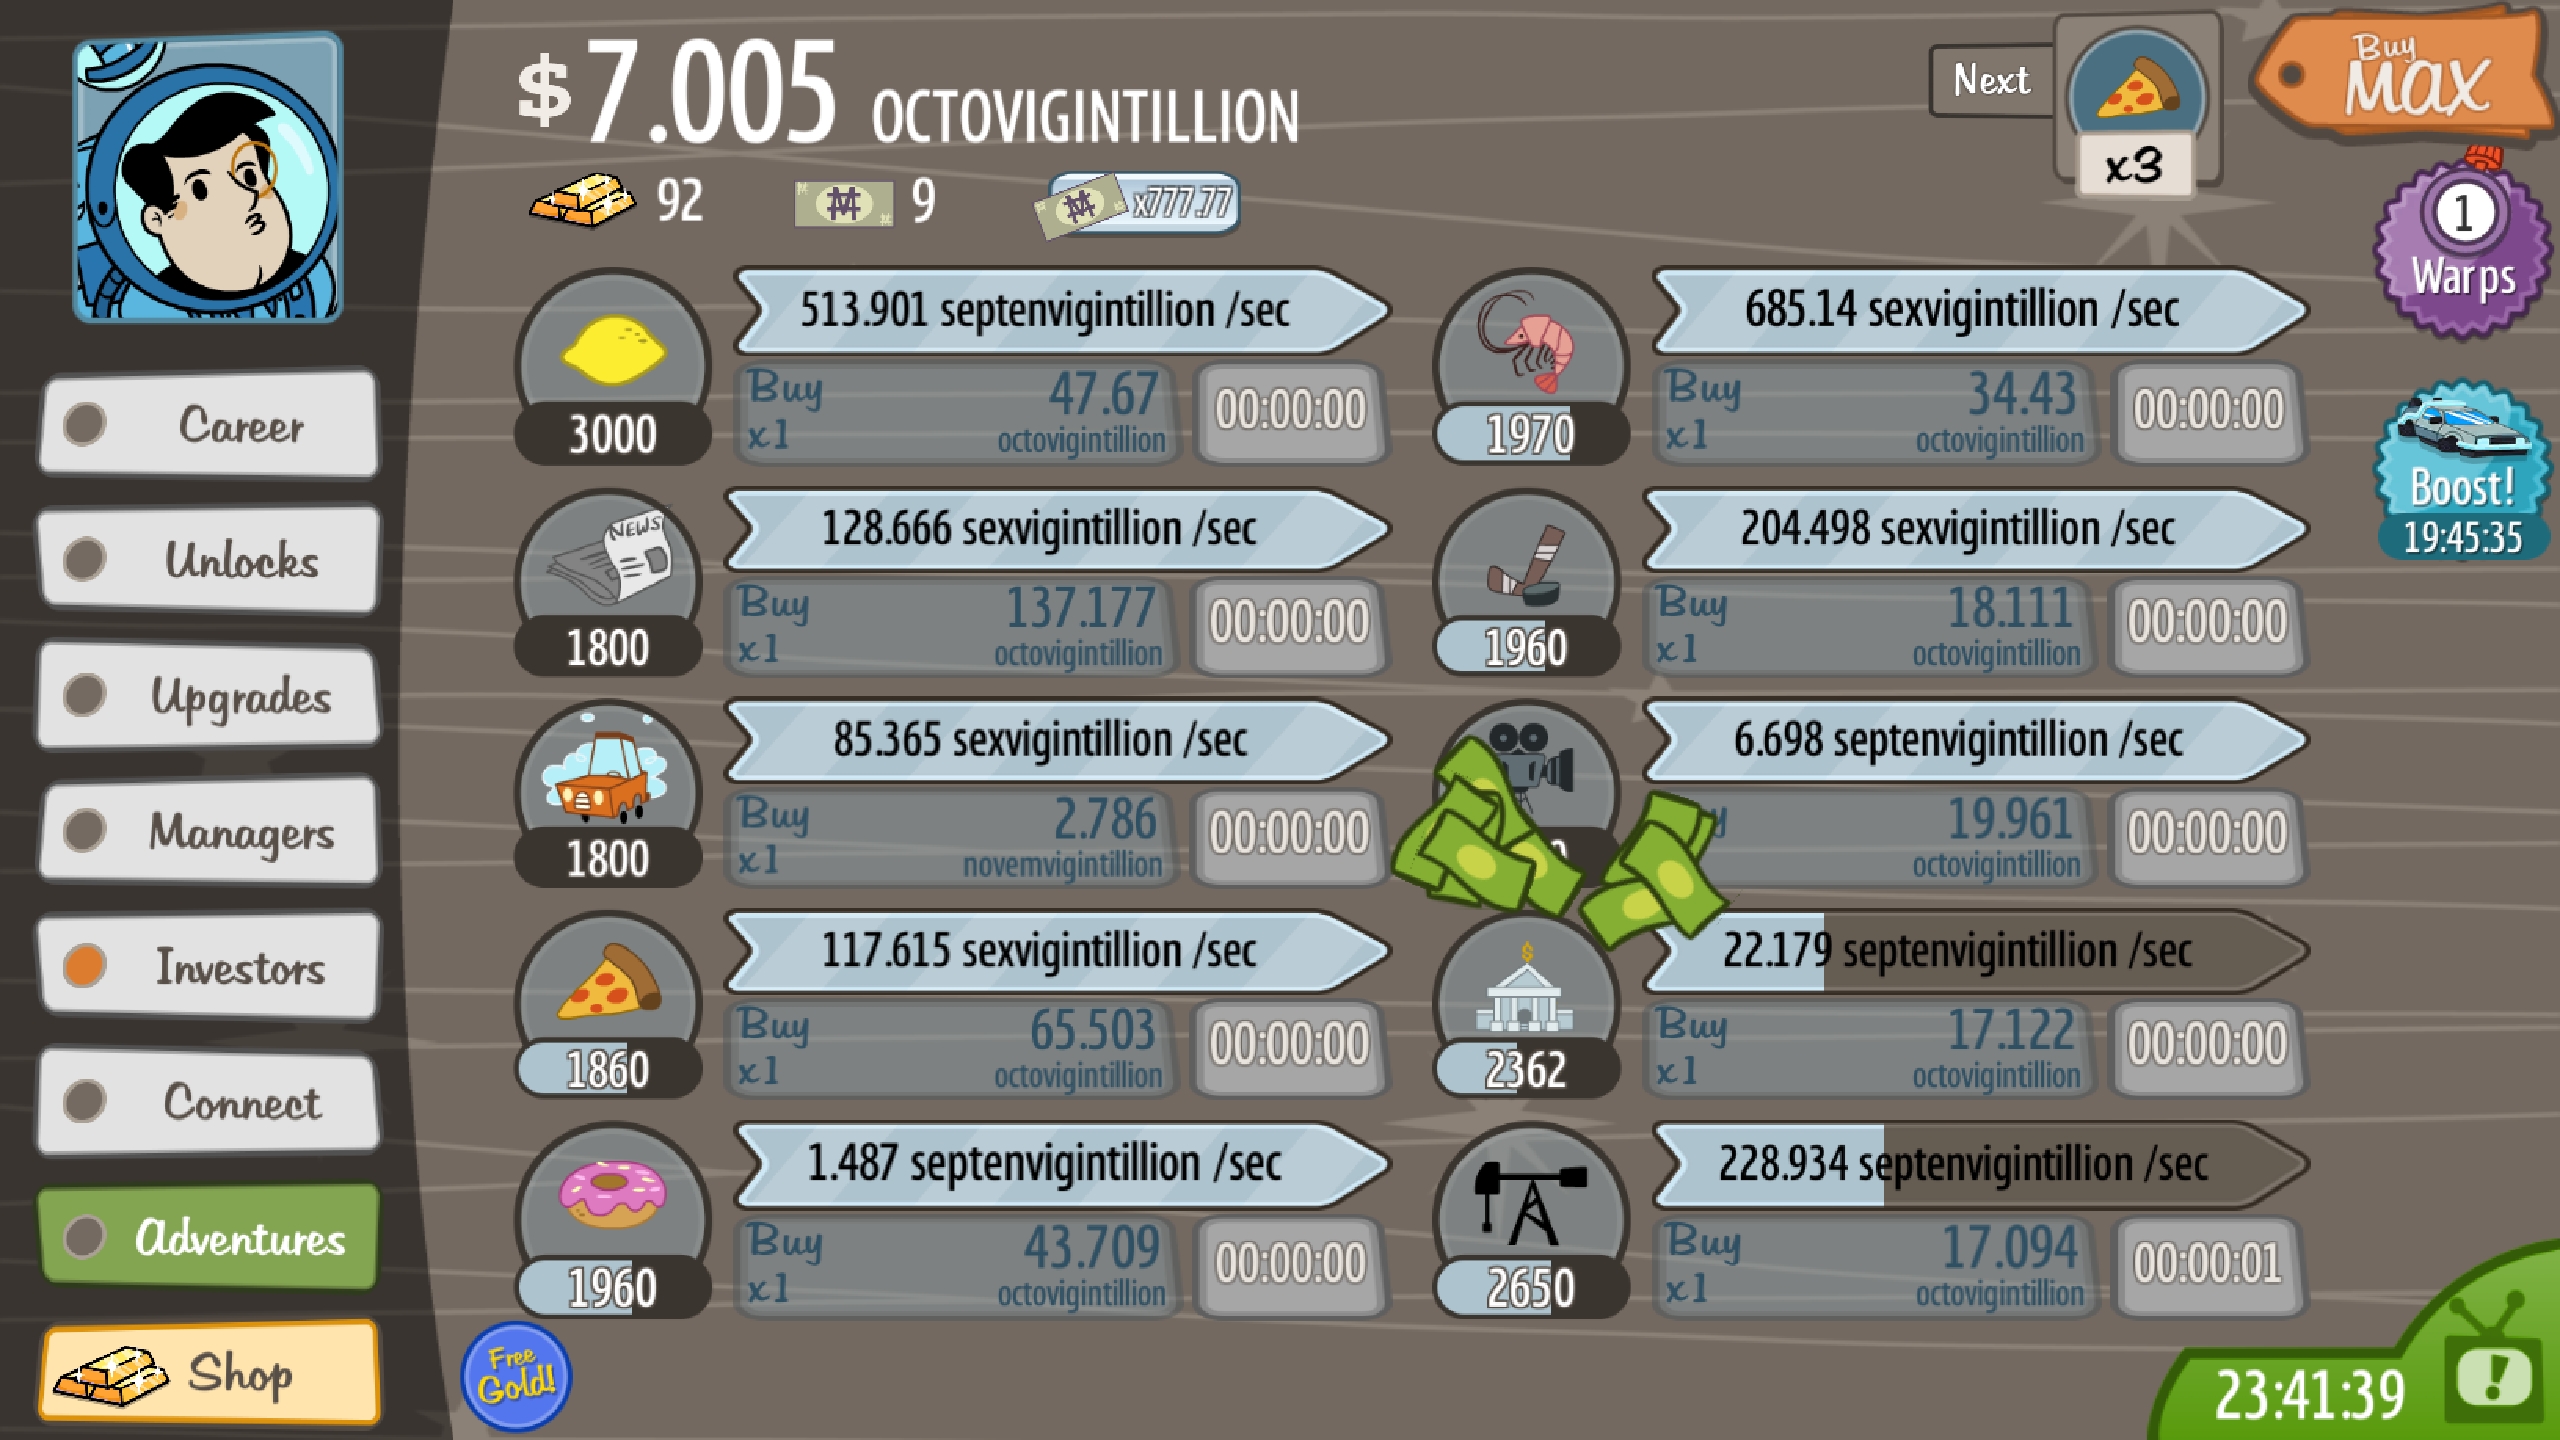 $7.005 OCTOVIGINTILLION
Next
x3
Buy
MAX
92
9
x777.77
1
Warps
Boost!
19:45:35
Career
Unlocks
Upgrades
Managers
Investors
Connect
Adventures
Shop
513.901 septenvigintillion /sec
Buy x1
47.67
octovigintillion
00:00:00
3000
NEWS
128.666 sexvigintillion /sec
Buy x1
137.177
octovigintillion
00:00:00
1800
85.365 sexvigintillion /sec
Buy x1
2.786
novemvigintillion
00:00:00
1800
117.615 sexvigintillion /sec
Buy x1
65.503
octovigintillion
00:00:00
1860
1.487 septenvigintillion /sec
Buy x1
43.709
octovigintillion
00:00:00
1960
685.14 sexvigintillion /sec
Buy x1
34.43
octovigintillion
00:00:00
1970
204.498 sexvigintillion /sec
Buy x1
18.111
octovigintillion
00:00:00
1960
6.698 septenvigintillion /sec
19.961
octovigintillion
00:00:00
22.179 septenvigintillion /sec
Buy x1
17.122
octovigintillion
00:00:00
2362
228.934 septenvigintillion /sec
Buy x1
17.094
octovigintillion
00:00:01
2650
Free
Gold!
23:41:39
!